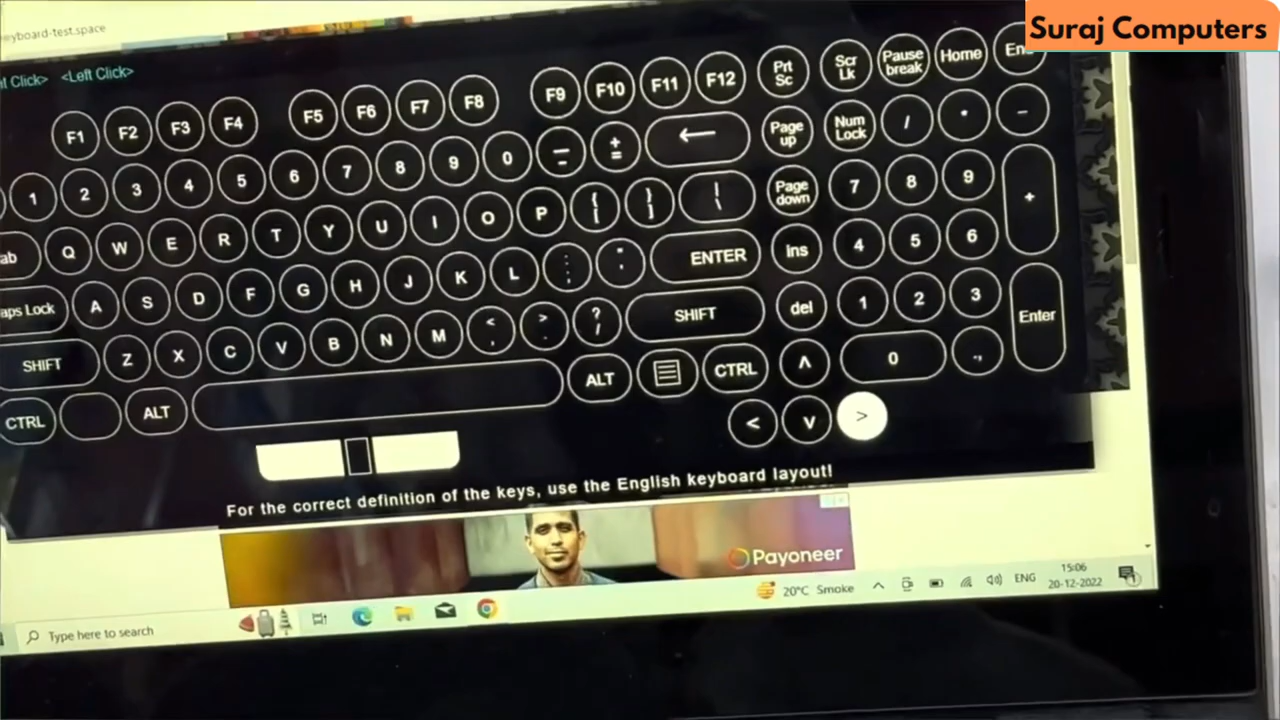 Suraj Computers
yboard-test.space
t Click> <Left Click>
F1 F2 F3 F4 F5 F6 F7 F8 F9 F10 F11 F12 Prt Sc Scr Lk Pause break Home En
1 2 3 4 5 6 7 8 9 0 — - + = ← Page up Num Lock / * −
ab Q W E R T Y U I O P { [ } ] | \ Page down 7 8 9 +
aps Lock A S D F G H J K L : ; " ' ENTER ins 4 5 6
SHIFT Z X C V B N M < , > . ? / SHIFT del 1 2 3 Enter
CTRL ALT ALT CTRL ʌ 0 .,
< v >
For the correct definition of the keys, use the English keyboard layout!
Payoneer
Type here to search 20°C Smoke ENG 15:06
20-12-2022